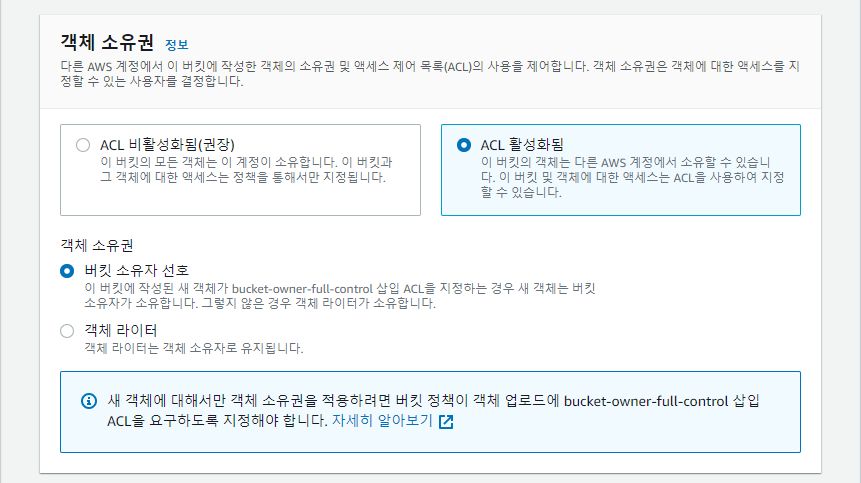 객체 소유권 정보
다른 AWS 계정에서 이 버킷에 작성한 객체의 소유권 및 액세스 제어 목록(ACL)의 사용을 제어합니다. 객체 소유권은 객체에 대한 액세스를 지
정할 수 있는 사용자를 결정합니다.
ACL 비활성화됨(권장)
이 버킷의 모든 객체는 이 계정이 소유합니다. 이 버킷과
그 객체에 대한 액세스는 정책을 통해서만 지정됩니다.
ACL 활성화됨
이 버킷의 객체는 다른 AWS 계정에서 소유할 수 있습니
다. 이 버킷 및 객체에 대한 액세스는 ACL을 사용하여 지정
할 수 있습니다.
객체 소유권
버킷 소유자 선호
이 버킷에 작성된 새 객체가 bucket-owner-full-control 삽입 ACL을 지정하는 경우 새 객체는 버킷
소유자가 소유합니다. 그렇지 않은 경우 객체 라이터가 소유합니다.
객체 라이터
객체 라이터는 객체 소유자로 유지됩니다.
새 객체에 대해서만 객체 소유권을 적용하려면 버킷 정책이 객체 업로드에 bucket-owner-full-control 삽입
ACL을 요구하도록 지정해야 합니다. 자세히 알아보기